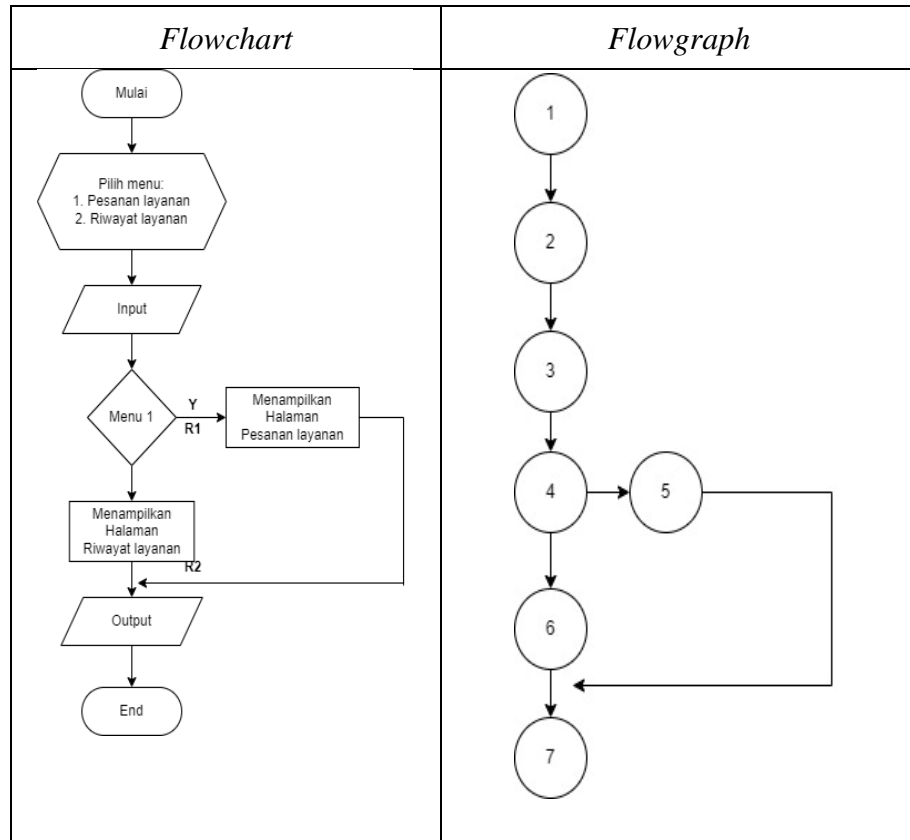 Flowchart
Flowgraph
Mulai
Pilih menu:
1. Pesanan layanan
2. Riwayat layanan
Input
Menu 1
Y
R1
Menampilkan
Halaman
Pesanan layanan
Menampilkan
Halaman
Riwayat layanan
R2
Output
End
1
2
3
4
5
6
7